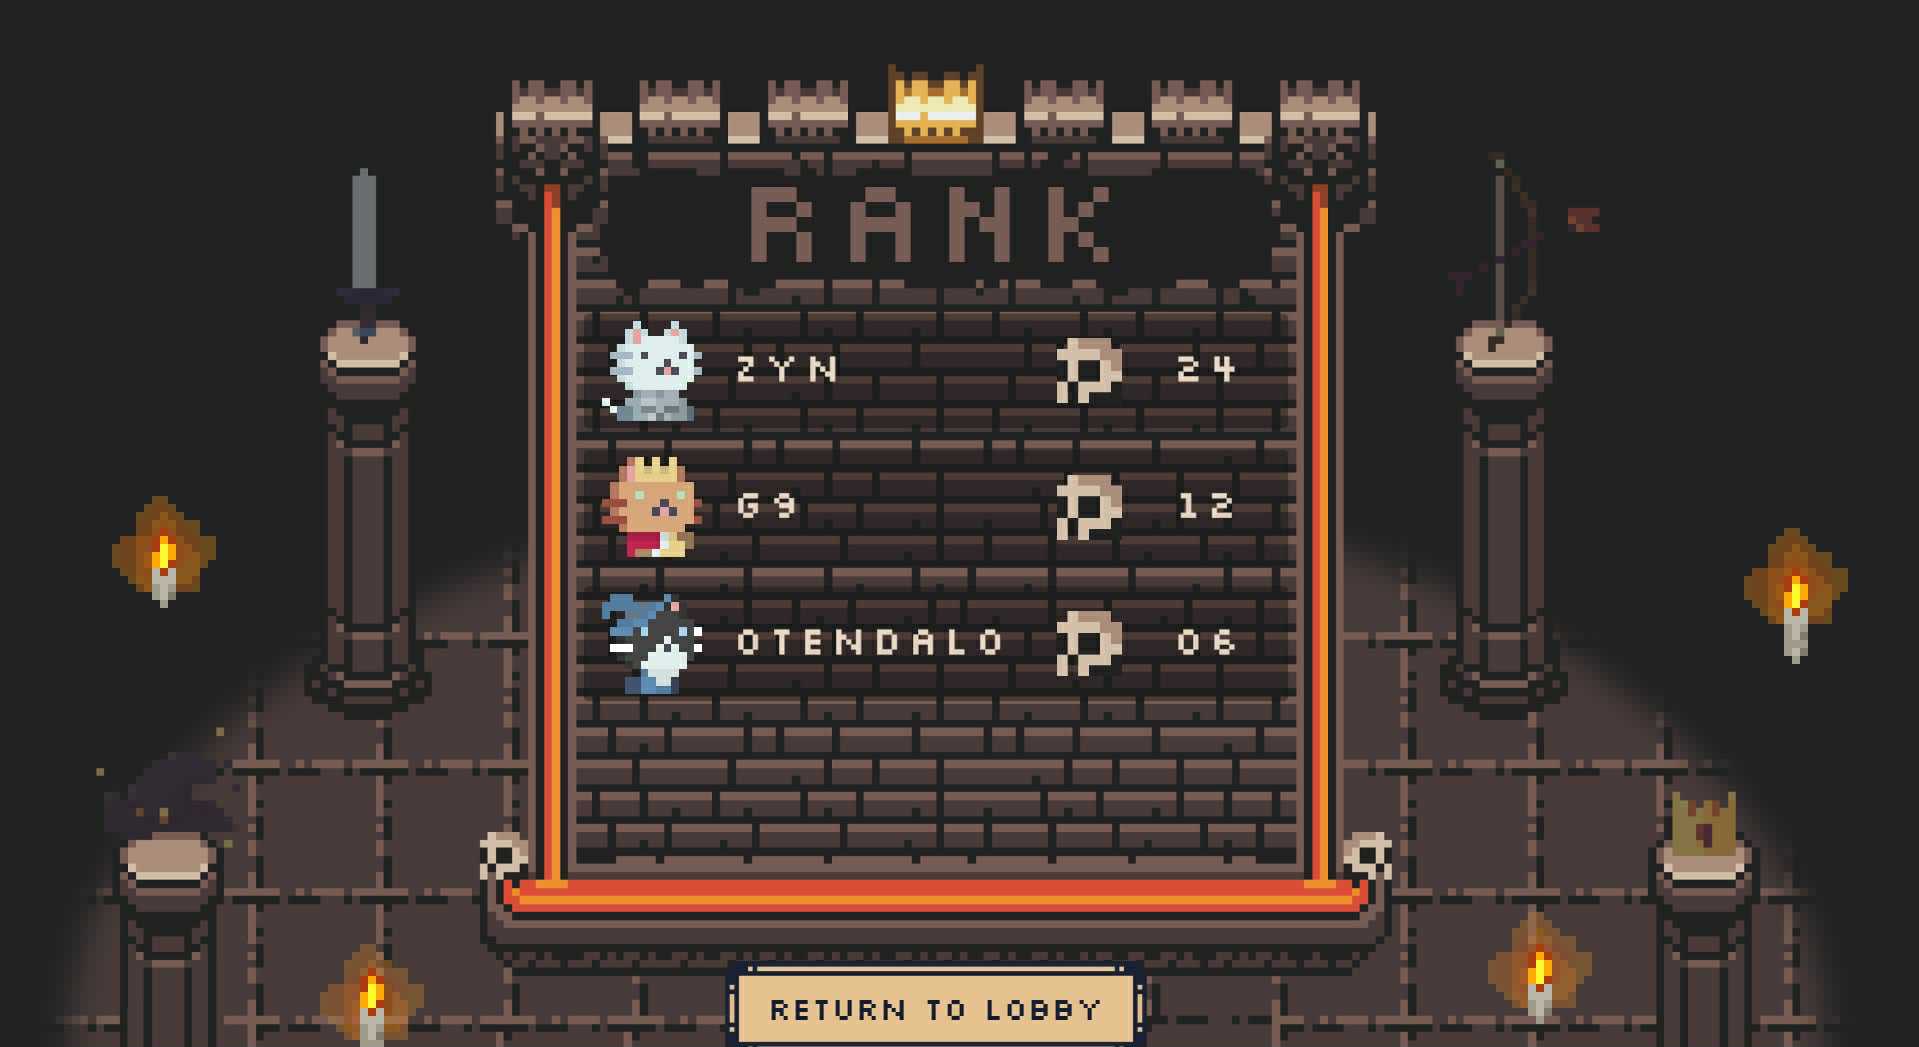 RANK
ZYN P 24
G9 P 12
OTENDALO P 06
RETURN TO LOBBY